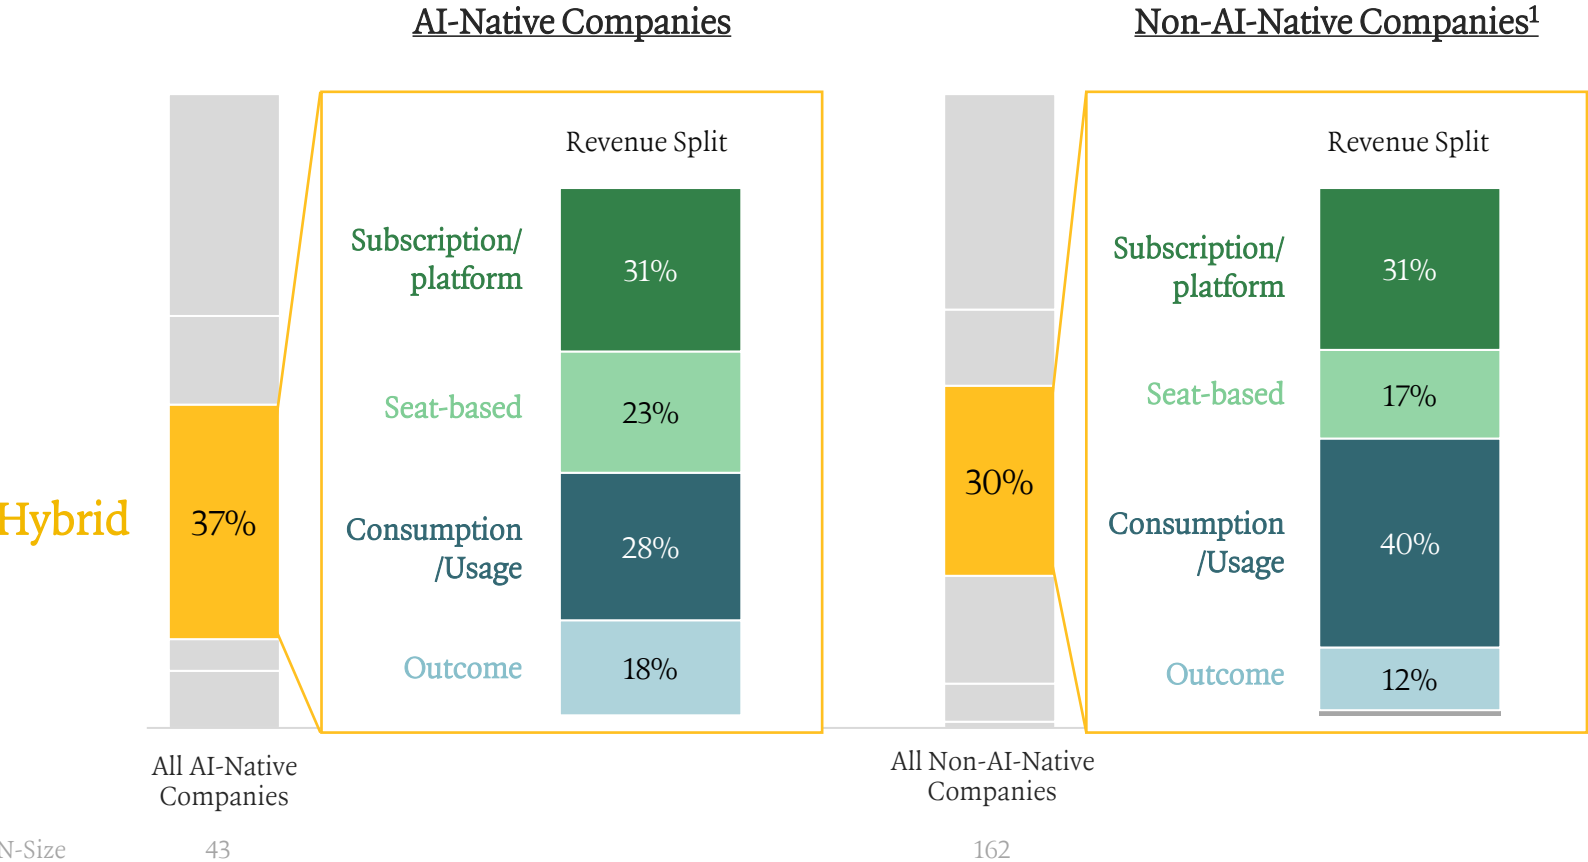 AI-Native Companies
Non-AI-Native Companies¹
Revenue Split
Subscription/
platform
31%
Seat-based
23%
Consumption
/Usage
28%
Outcome
18%
Hybrid
37%
All AI-Native
Companies
Revenue Split
Subscription/
platform
31%
Seat-based
17%
Consumption
/Usage
40%
Outcome
12%
30%
All Non-AI-Native
Companies
N-Size
43
162